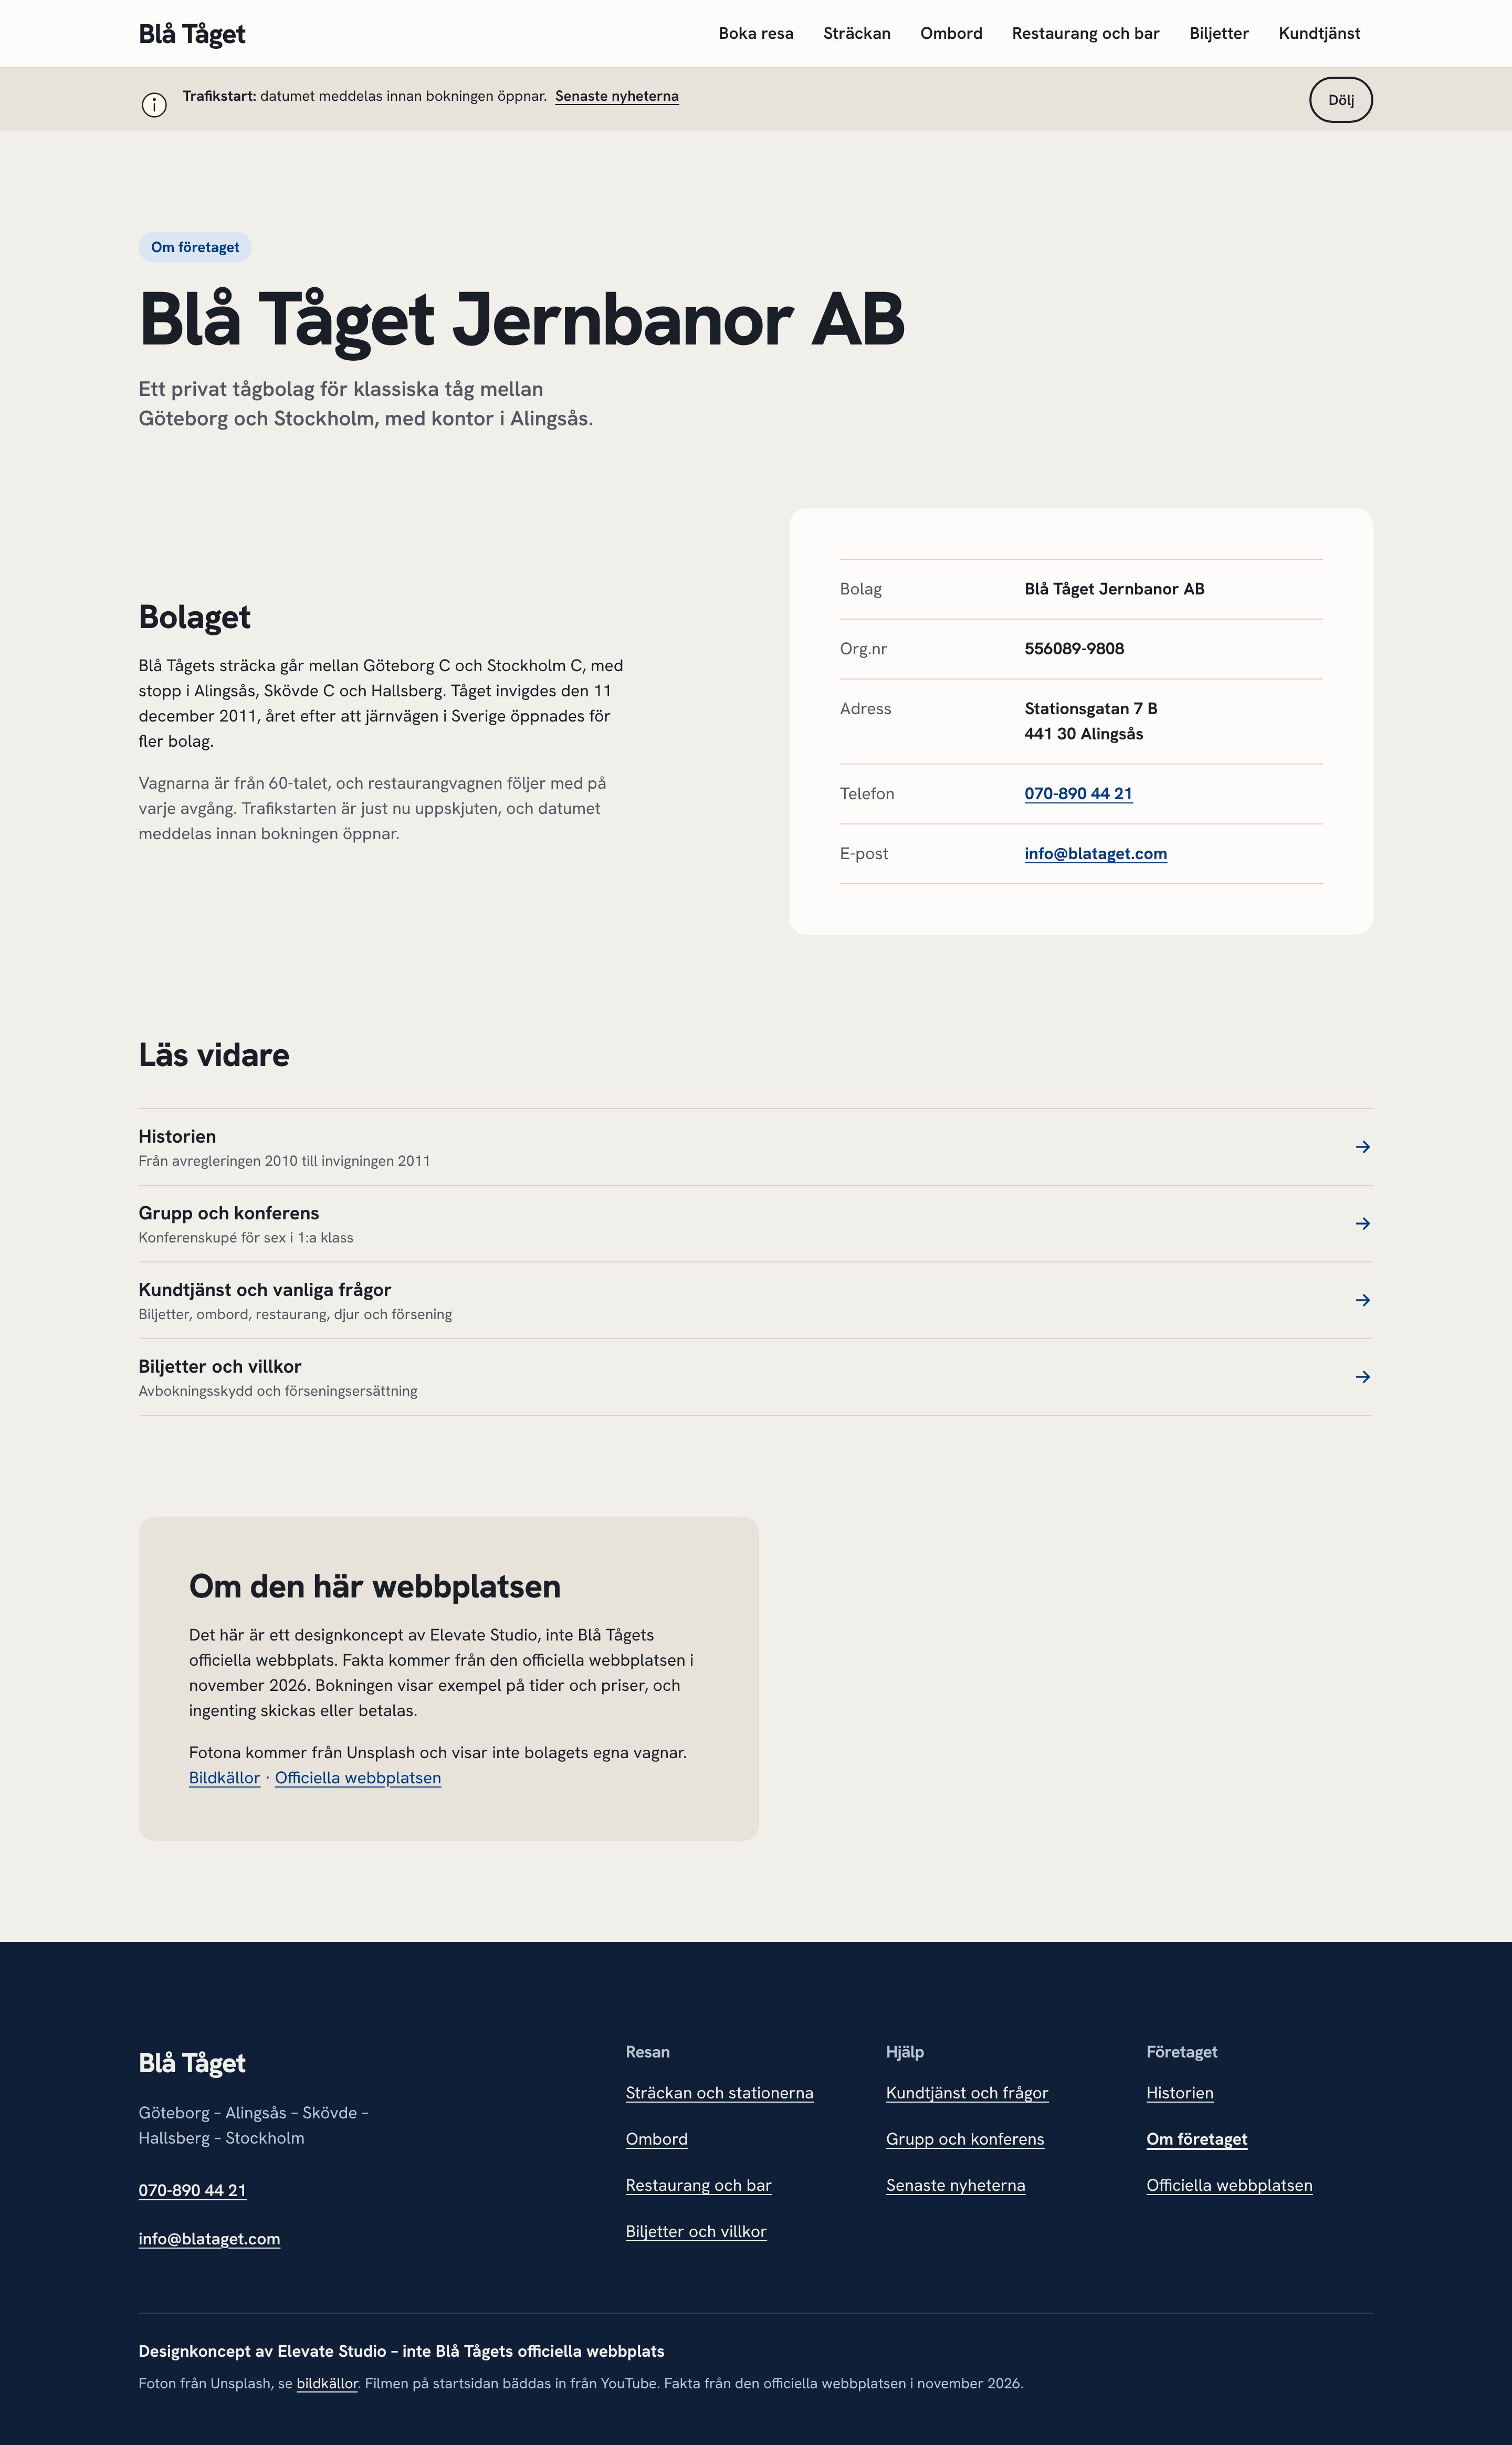 Blå Tåget
Boka resa
Sträckan
Ombord
Restaurang och bar
Biljetter
Kundtjänst
Trafikstart: datumet meddelas innan bokningen öppnar. Senaste nyheterna
Dölj
Om företaget
Blå Tåget Jernbanor AB
Ett privat tågbolag för klassiska tåg mellan
Göteborg och Stockholm, med kontor i Alingsås.
Bolaget
Blå Tågets sträcka går mellan Göteborg C och Stockholm C, med
stopp i Alingsås, Skövde C och Hallsberg. Tåget invigdes den 11
december 2011, året efter att järnvägen i Sverige öppnades för
fler bolag.
Vagnarna är från 60-talet, och restaurangvagnen följer med på
varje avgång. Trafikstarten är just nu uppskjuten, och datumet
meddelas innan bokningen öppnar.
Bolag
Blå Tåget Jernbanor AB
Org.nr
556089-9808
Adress
Stationsgatan 7 B
441 30 Alingsås
Telefon
070-890 44 21
E-post
info@blataget.com
Läs vidare
Historien
Från avregleringen 2010 till invigningen 2011
Grupp och konferens
Konferenskupé för sex i 1:a klass
Kundtjänst och vanliga frågor
Biljetter, ombord, restaurang, djur och försening
Biljetter och villkor
Avbokningsskydd och förseningsersättning
Om den här webbplatsen
Det här är ett designkoncept av Elevate Studio, inte Blå Tågets
officiella webbplats. Fakta kommer från den officiella webbplatsen i
november 2026. Bokningen visar exempel på tider och priser, och
ingenting skickas eller betalas.
Fotona kommer från Unsplash och visar inte bolagets egna vagnar.
Bildkällor · Officiella webbplatsen
Blå Tåget
Göteborg – Alingsås – Skövde –
Hallsberg – Stockholm
070-890 44 21
info@blataget.com
Resan
Sträckan och stationerna
Ombord
Restaurang och bar
Biljetter och villkor
Hjälp
Kundtjänst och frågor
Grupp och konferens
Senaste nyheterna
Företaget
Historien
Om företaget
Officiella webbplatsen
Designkoncept av Elevate Studio – inte Blå Tågets officiella webbplats
Foton från Unsplash, se bildkällor. Filmen på startsidan bäddas in från YouTube. Fakta från den officiella webbplatsen i november 2026.